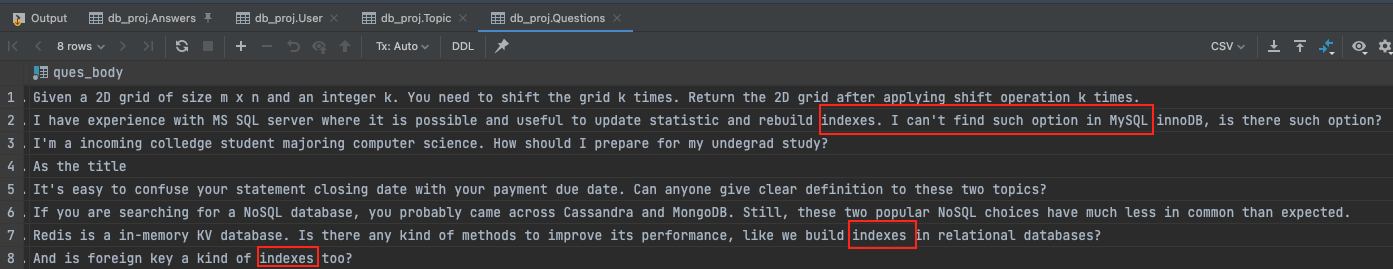 Output db_proj.Answers db_proj.User db_proj.Topic db_proj.Questions
8 rows Tx: Auto DDL CSV
ques_body
1 . Given a 2D grid of size m x n and an integer k. You need to shift the grid k times. Return the 2D grid after applying shift operation k times.
2 . I have experience with MS SQL server where it is possible and useful to update statistic and rebuild indexes. I can't find such option in MySQL innoDB, is there such option?
3 . I'm a incoming colledge student majoring computer science. How should I prepare for my undegrad study?
4 . As the title
5 . It's easy to confuse your statement closing date with your payment due date. Can anyone give clear definition to these two topics?
6 . If you are searching for a NoSQL database, you probably came across Cassandra and MongoDB. Still, these two popular NoSQL choices have much less in common than expected.
7 . Redis is a in-memory KV database. Is there any kind of methods to improve its performance, like we build indexes in relational databases?
8 . And is foreign key a kind of indexes too?